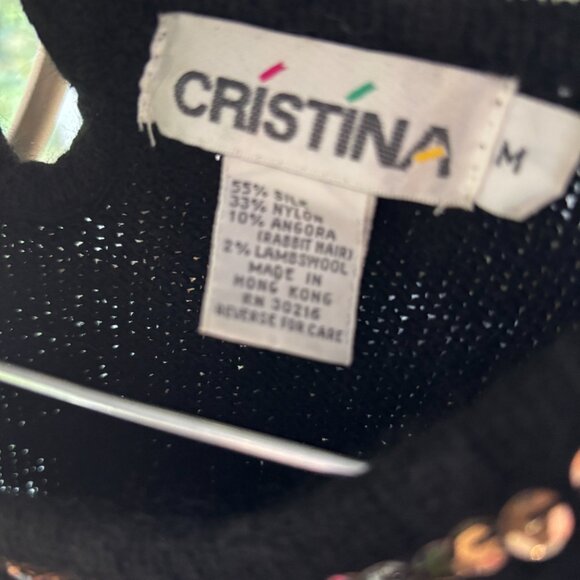 CRISTINA
M
55% SILK
33% NYLON
10% ANGORA
(RABBIT HAIR)
2% LAMBSWOOL
MADE IN
HONG KONG
RN 30216
REVERSE FOR CARE